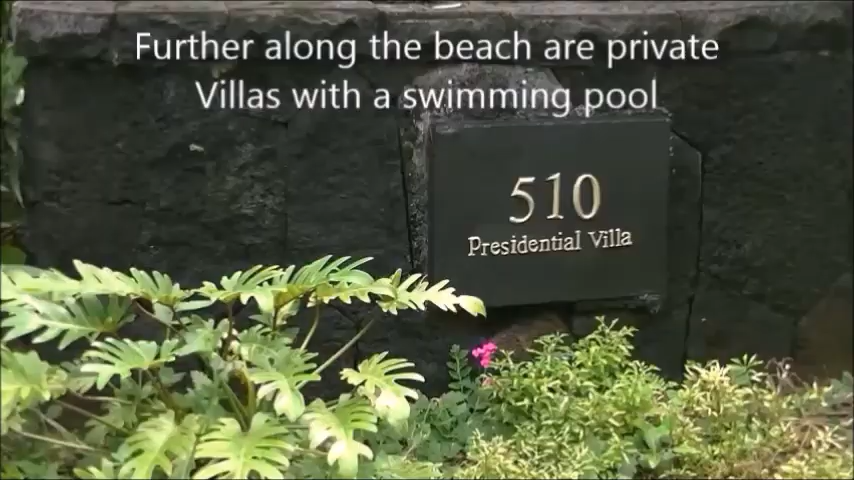 Further along the beach are private
Villas with a swimming pool
510
Presidential Villa